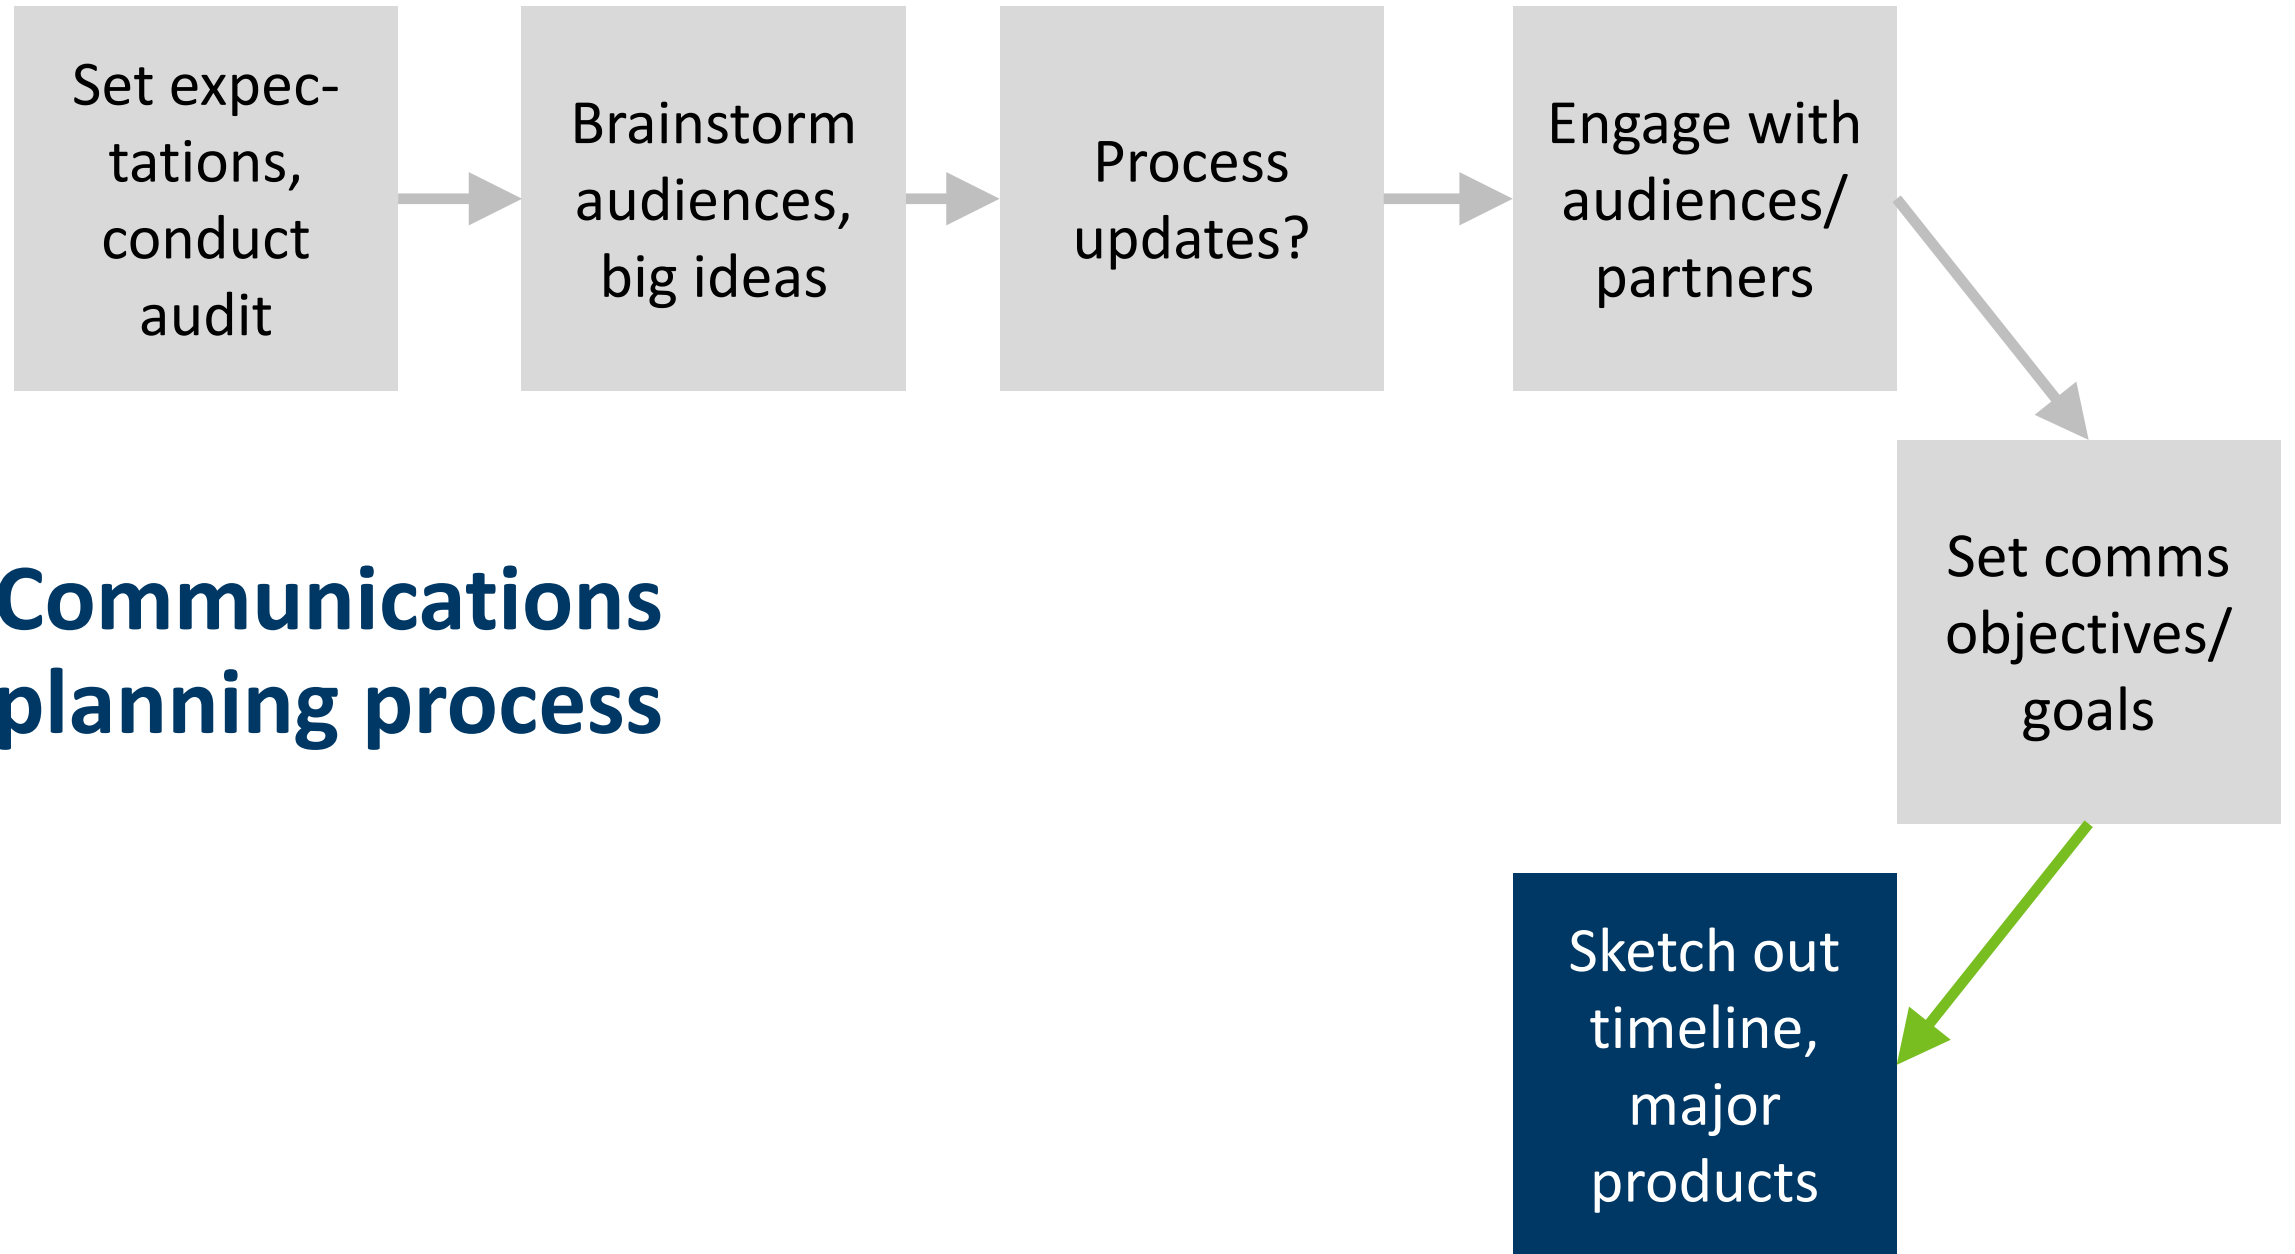 Set expec-
tations,
conduct
audit
Brainstorm
audiences,
big ideas
Process
updates?
Engage with
audiences/
partners
Set comms
objectives/
goals
Communications
planning process
Sketch out
timeline,
major
products